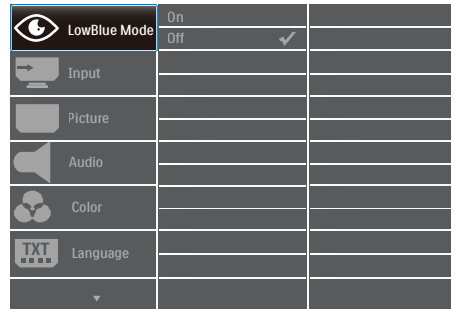 LowBlue Mode
On
Off
Input
Picture
Audio
Color
TXT
Language